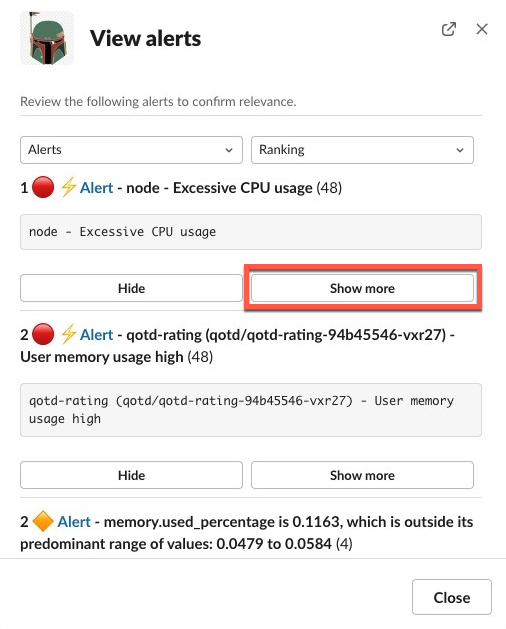 View alerts
Review the following alerts to confirm relevance.
Alerts
Ranking
1 Alert - node - Excessive CPU usage (48)
node - Excessive CPU usage
Hide
Show more
2 Alert - qotd-rating (qotd/qotd-rating-94b45546-vxr27) -
User memory usage high (48)
qotd-rating (qotd/qotd-rating-94b45546-vxr27) - User memory
usage high
Hide
Show more
2 Alert - memory.used_percentage is 0.1163, which is outside its
predominant range of values: 0.0479 to 0.0584 (4)
Close